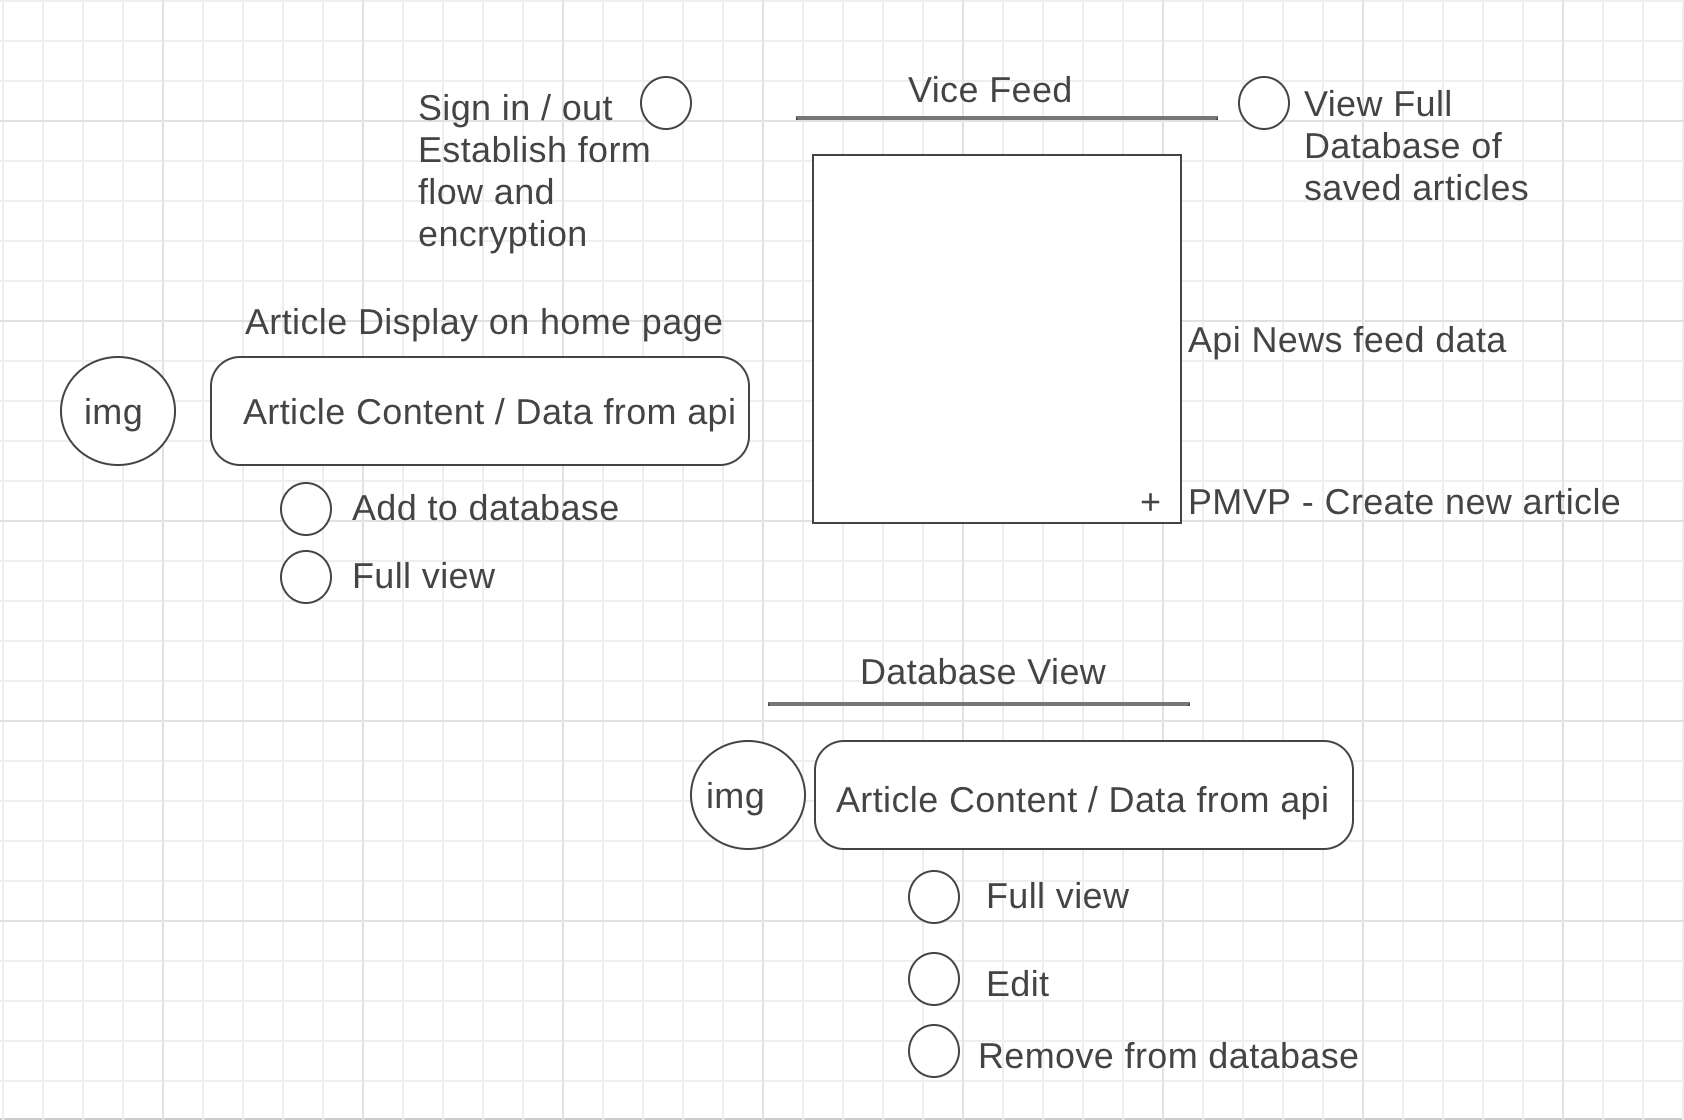 Vice Feed
Sign in / out
Establish form
flow and
encryption
View Full
Database of
saved articles
Article Display on home page
img
Article Content / Data from api
Add to database
Full view
Api News feed data
+
PMVP - Create new article
Database View
img
Article Content / Data from api
Full view
Edit
Remove from database